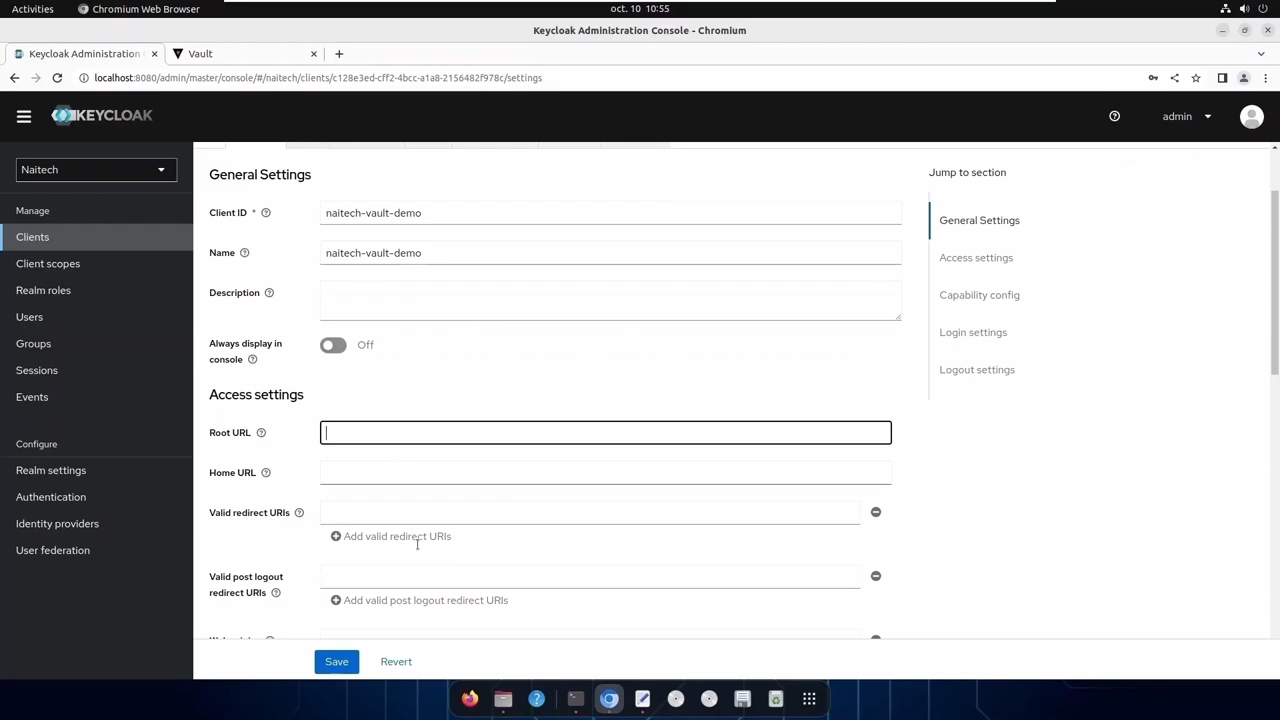 Activities
Chromium Web Browser
oct. 10 10:55
Keycloak Administration Console - Chromium
Keycloak Administration
Vault
localhost:8080/admin/master/console/#/naitech/clients/c128e3ed-cff2-4bcc-a1a8-2156482f978c/settings
KEYCLOAK
admin
Naitech
Manage
Clients
Client scopes
Realm roles
Users
Groups
Sessions
Events
Configure
Realm settings
Authentication
Identity providers
User federation
General Settings
Client ID * naitech-vault-demo
Name naitech-vault-demo
Description
Always display in
console
Off
Access settings
Root URL
Home URL
Valid redirect URIs
Add valid redirect URIs
Valid post logout
redirect URIs
Add valid post logout redirect URIs
Save
Revert
Jump to section
General Settings
Access settings
Capability config
Login settings
Logout settings